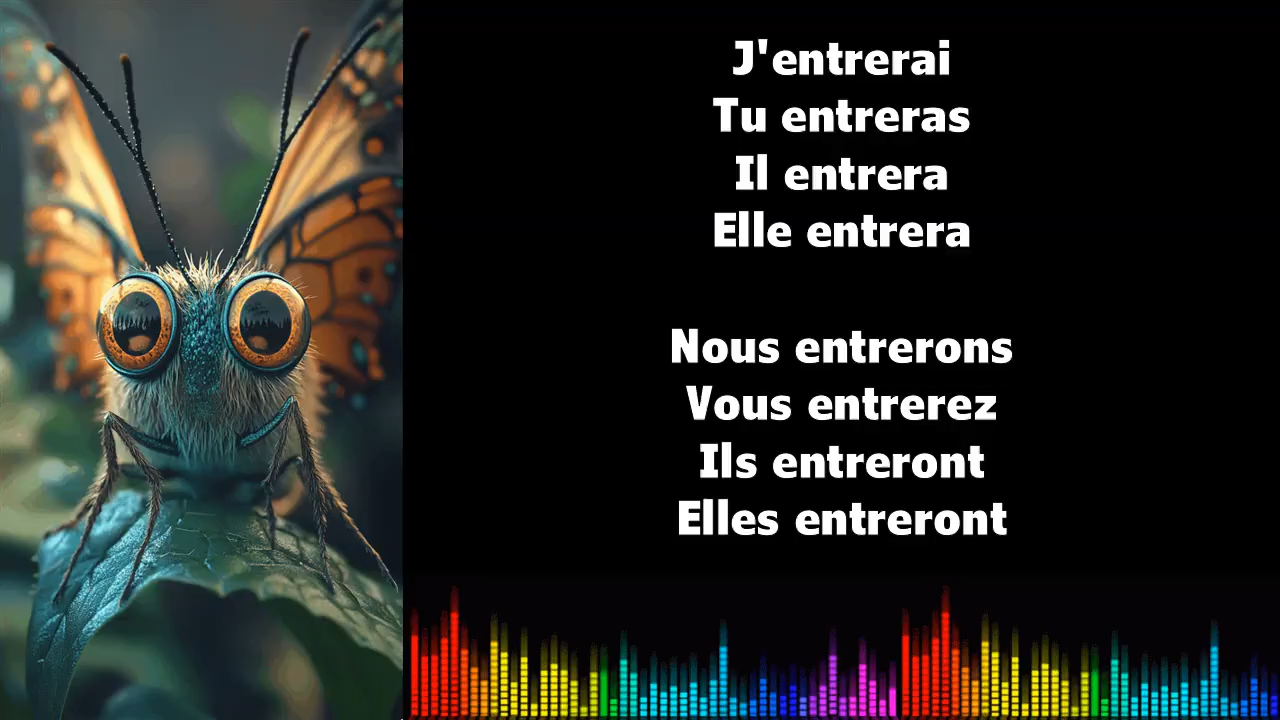 J'entrerai
Tu entreras
Il entrera
Elle entrera
Nous entrerons
Vous entrerez
Ils entreront
Elles entreront